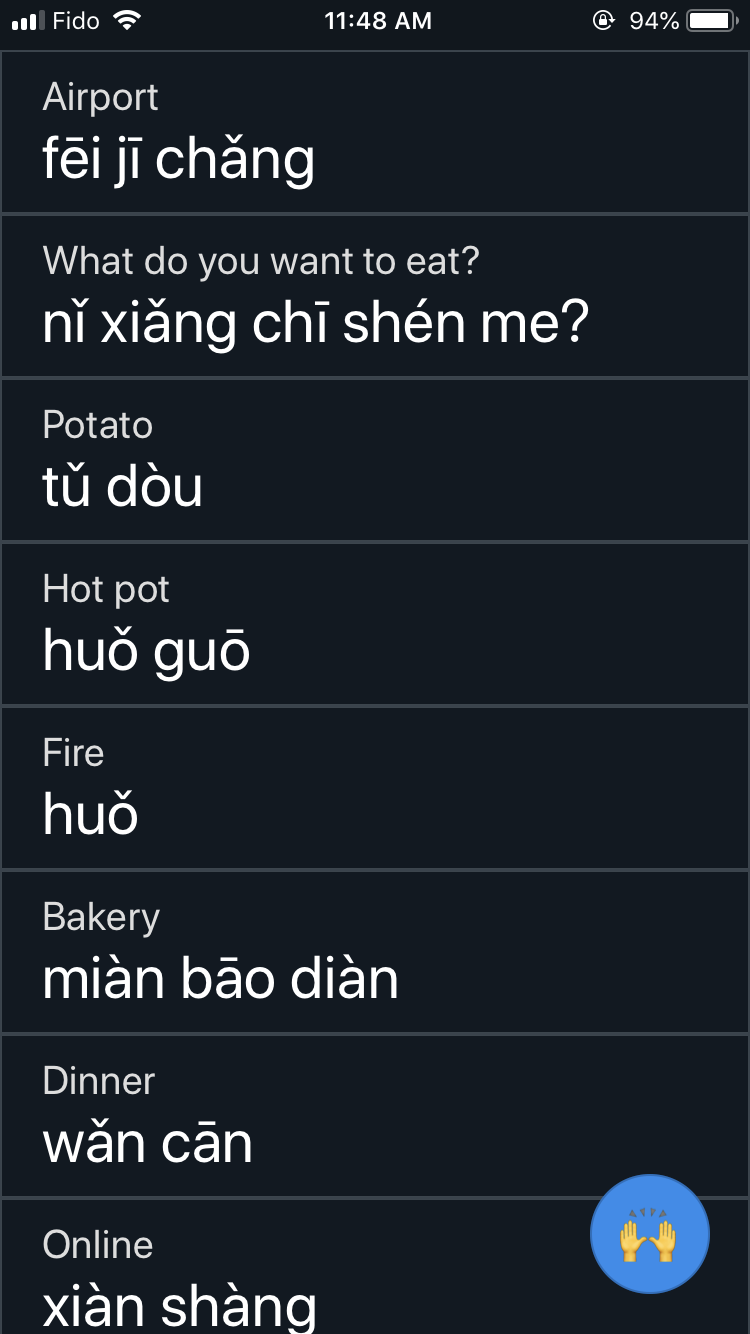 Fido 11:48 AM 94%
Airport
fēi jī chǎng
What do you want to eat?
nǐ xiǎng chī shén me?
Potato
tǔ dòu
Hot pot
huǒ guō
Fire
huǒ
Bakery
miàn bāo diàn
Dinner
wǎn cān
Online
xiàn shàng